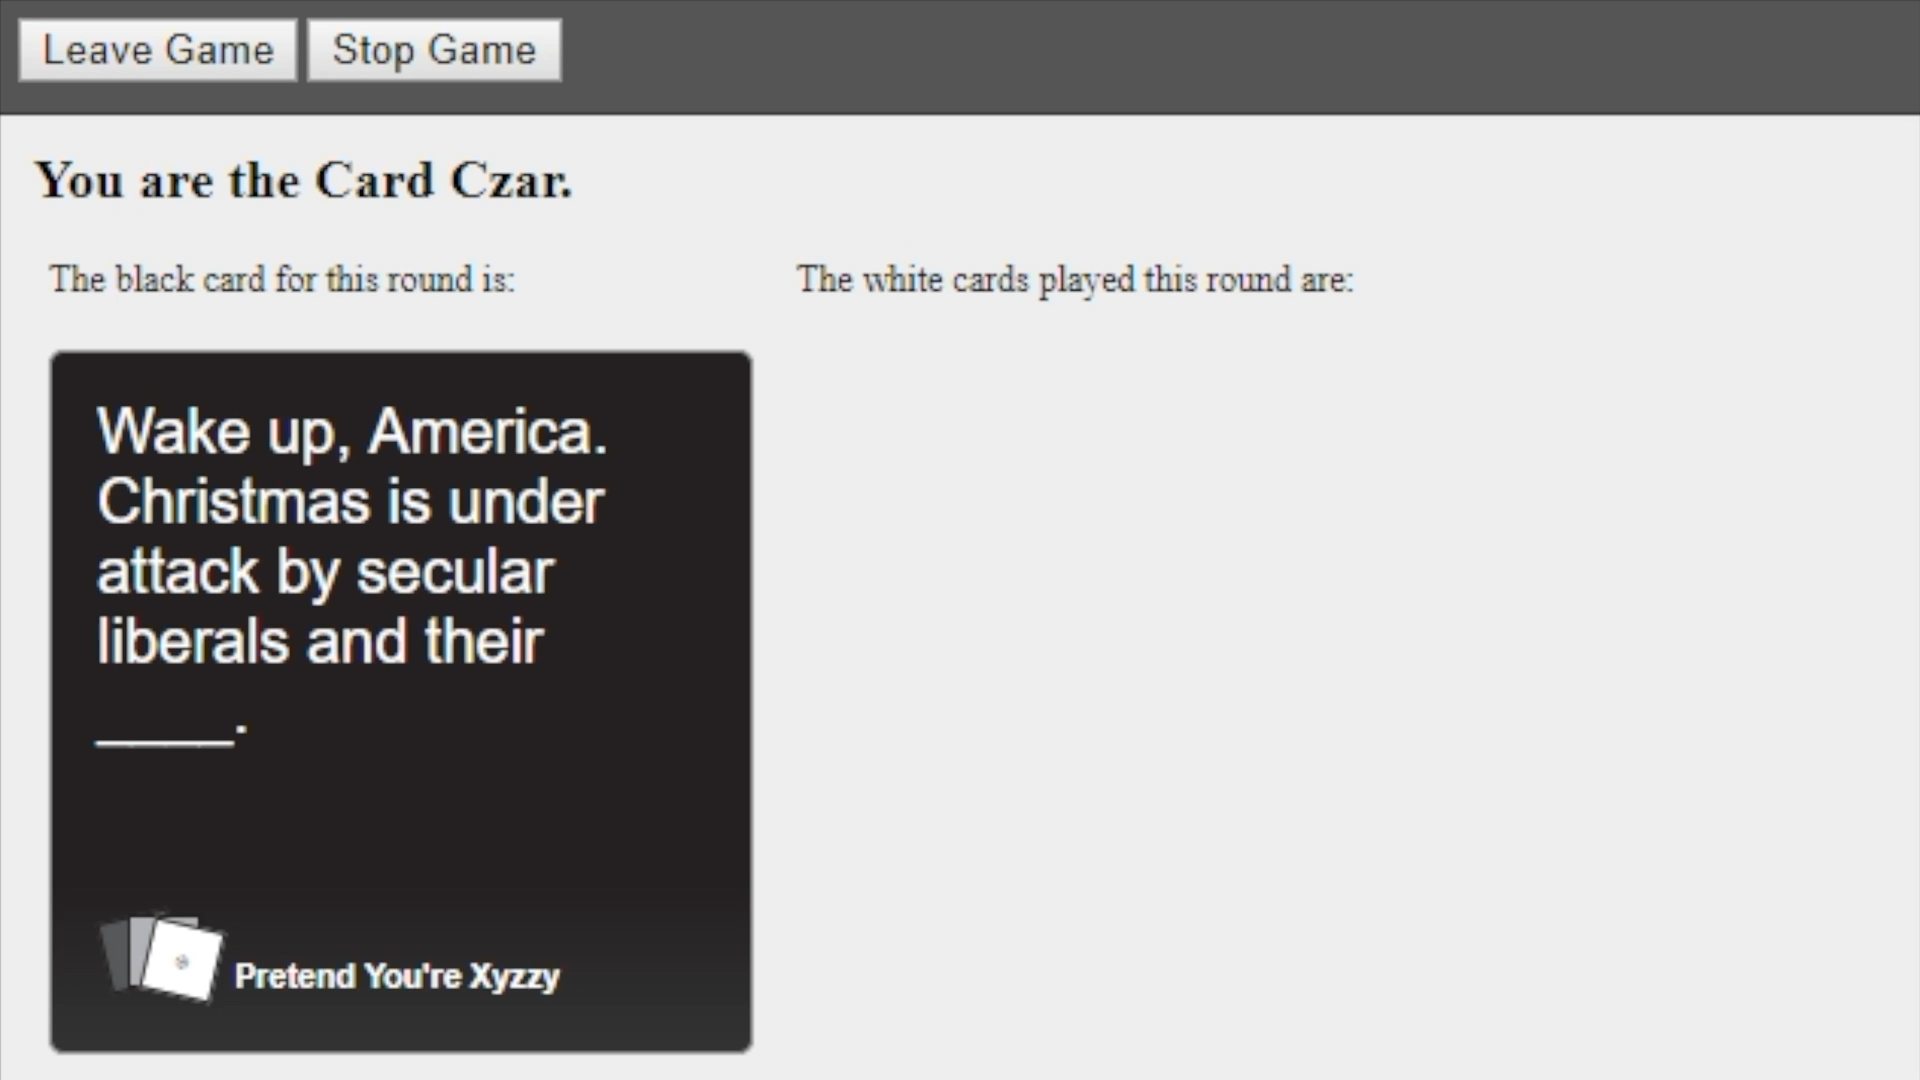 Leave Game Stop Game
You are the Card Czar.
The black card for this round is: The white cards played this round are:
Wake up, America.
Christmas is under
attack by secular
liberals and their
____.
Pretend You're Xyzzy